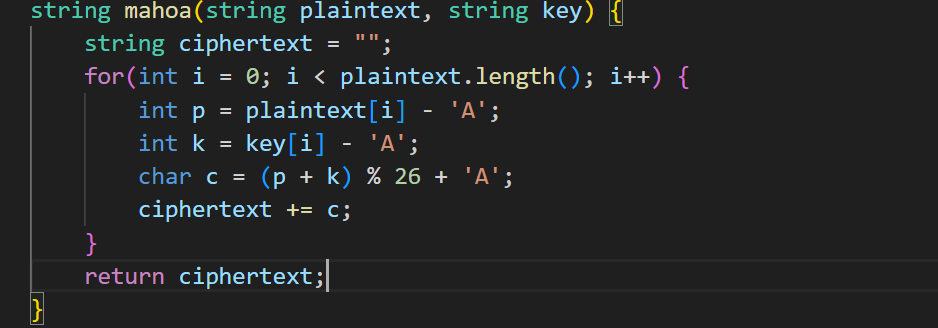 string mahoa(string plaintext, string key) {
    string ciphertext = "";
    for(int i = 0; i < plaintext.length(); i++) {
        int p = plaintext[i] - 'A';
        int k = key[i] - 'A';
        char c = (p + k) % 26 + 'A';
        ciphertext += c;
    }
    return ciphertext;
}